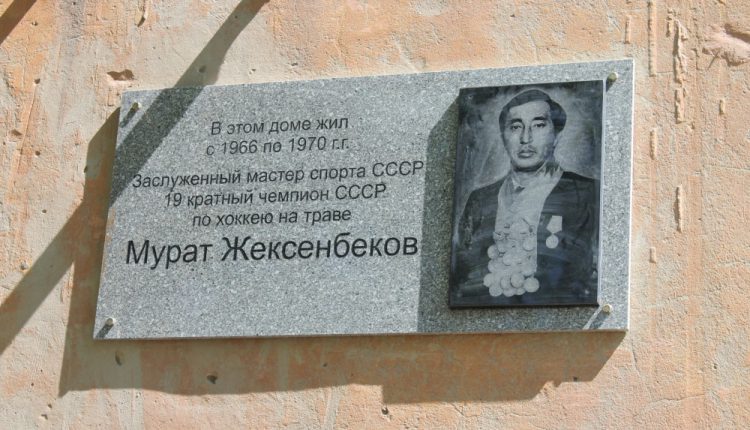 В этом доме жил
с 1966 по 1970 г.г.
Заслуженный мастер спорта СССР
19 кратный чемпион СССР
по хоккею на траве
Мурат Жексенбеков